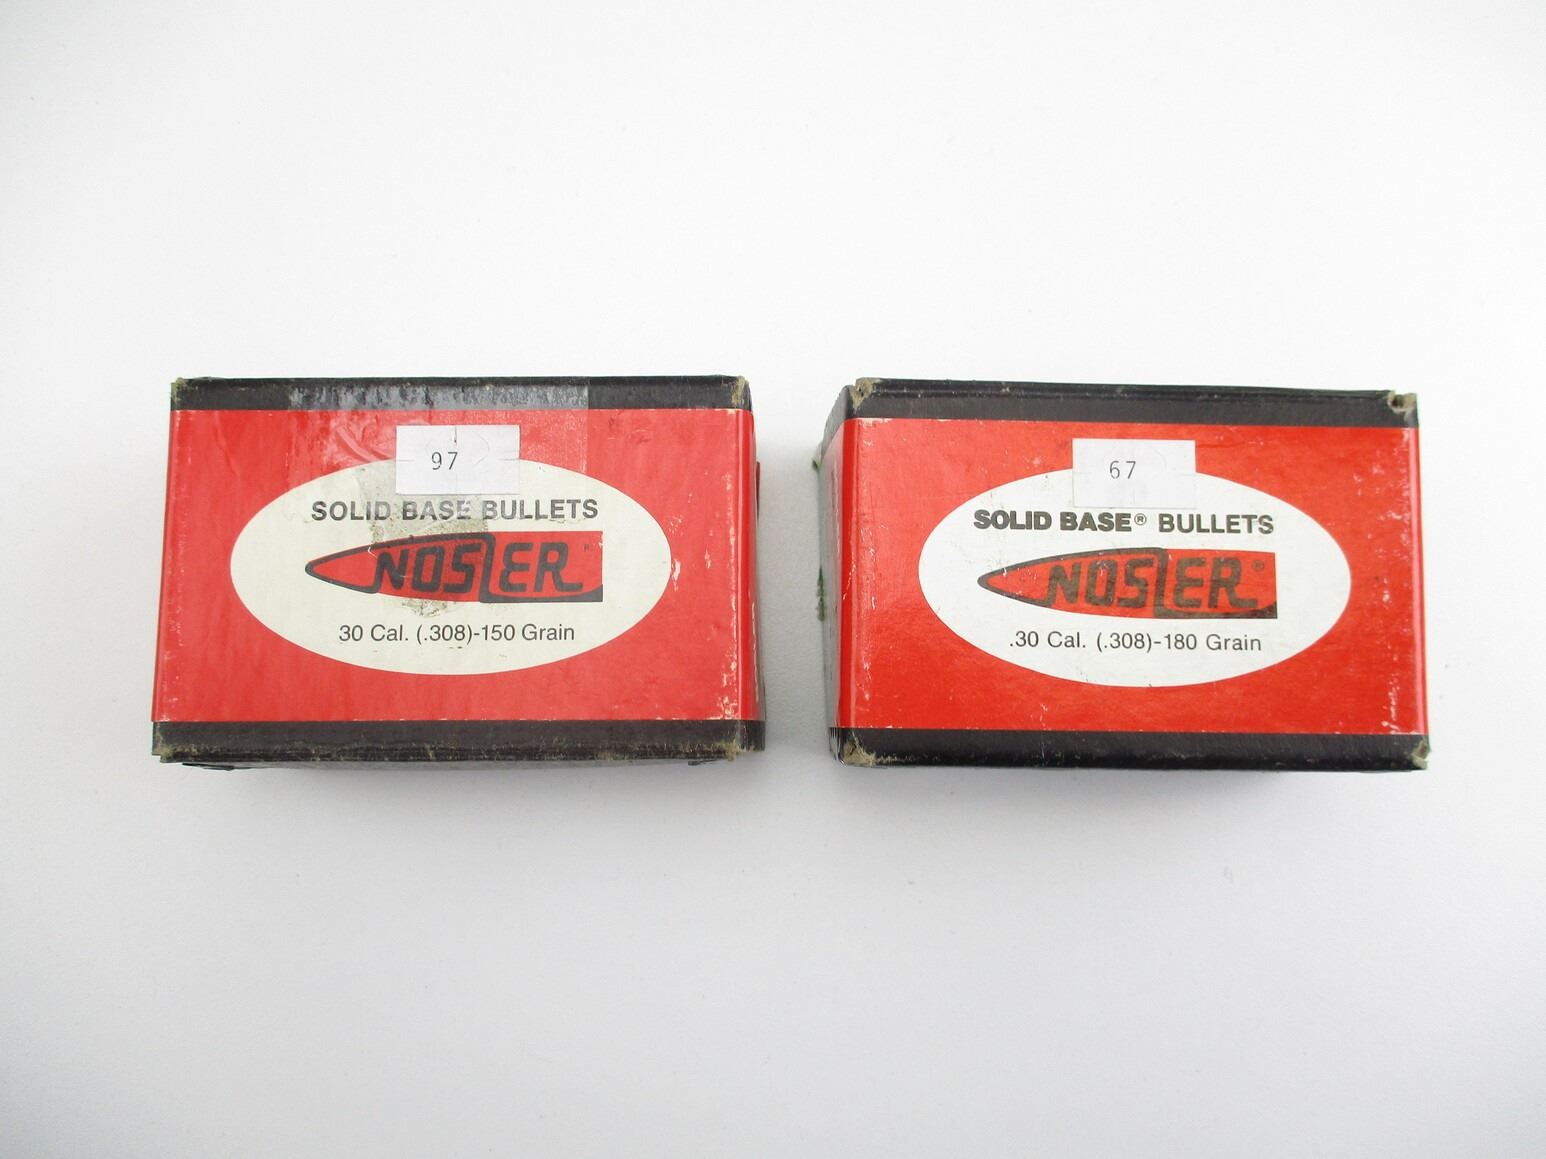 97
SOLID BASE BULLETS
NOSLER®
30 Cal. (.308)-150 Grain
67
SOLID BASE® BULLETS
NOSLER®
.30 Cal. (.308)-180 Grain